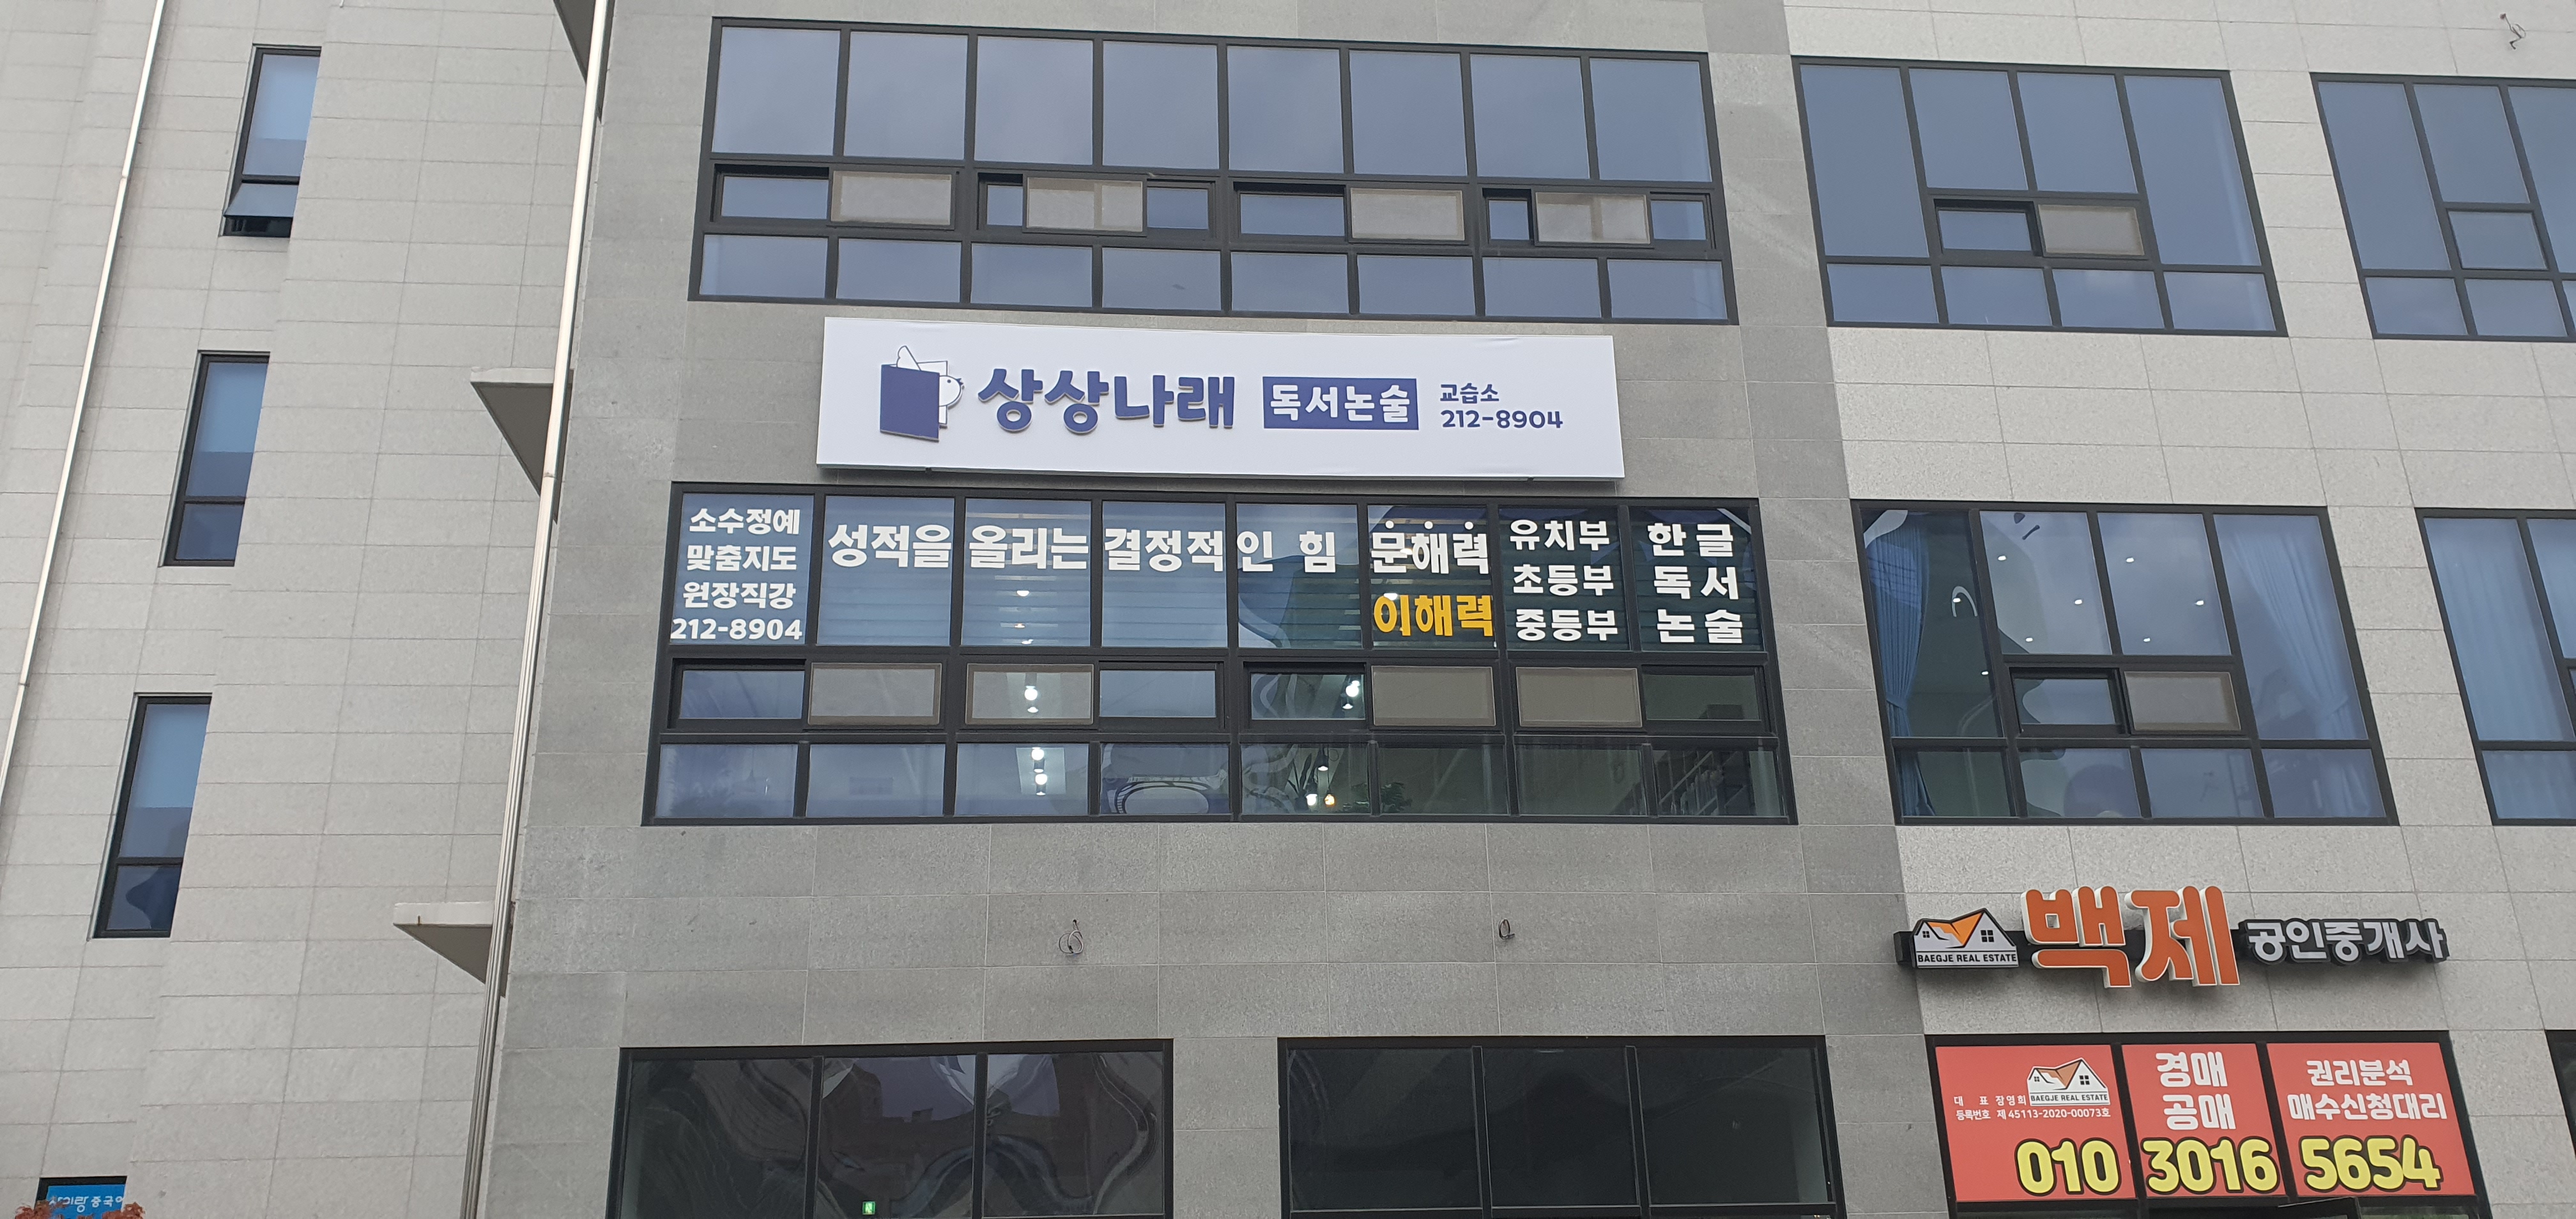 상상나래 독서논술 교습소
212-8904
소수정예
맞춤지도
원장직강
212-8904
성적을 올리는 결정적인 힘 문해력
이해력
유치부
초등부
중등부
한글
독서
논술
백제 공인중개사
BAEGJE REAL ESTATE
BAEGJE REAL ESTATE
대 표 장영희
등록번호 제45113-2020-00073호
경매
공매
권리분석
매수신청대리
010 3016 5654